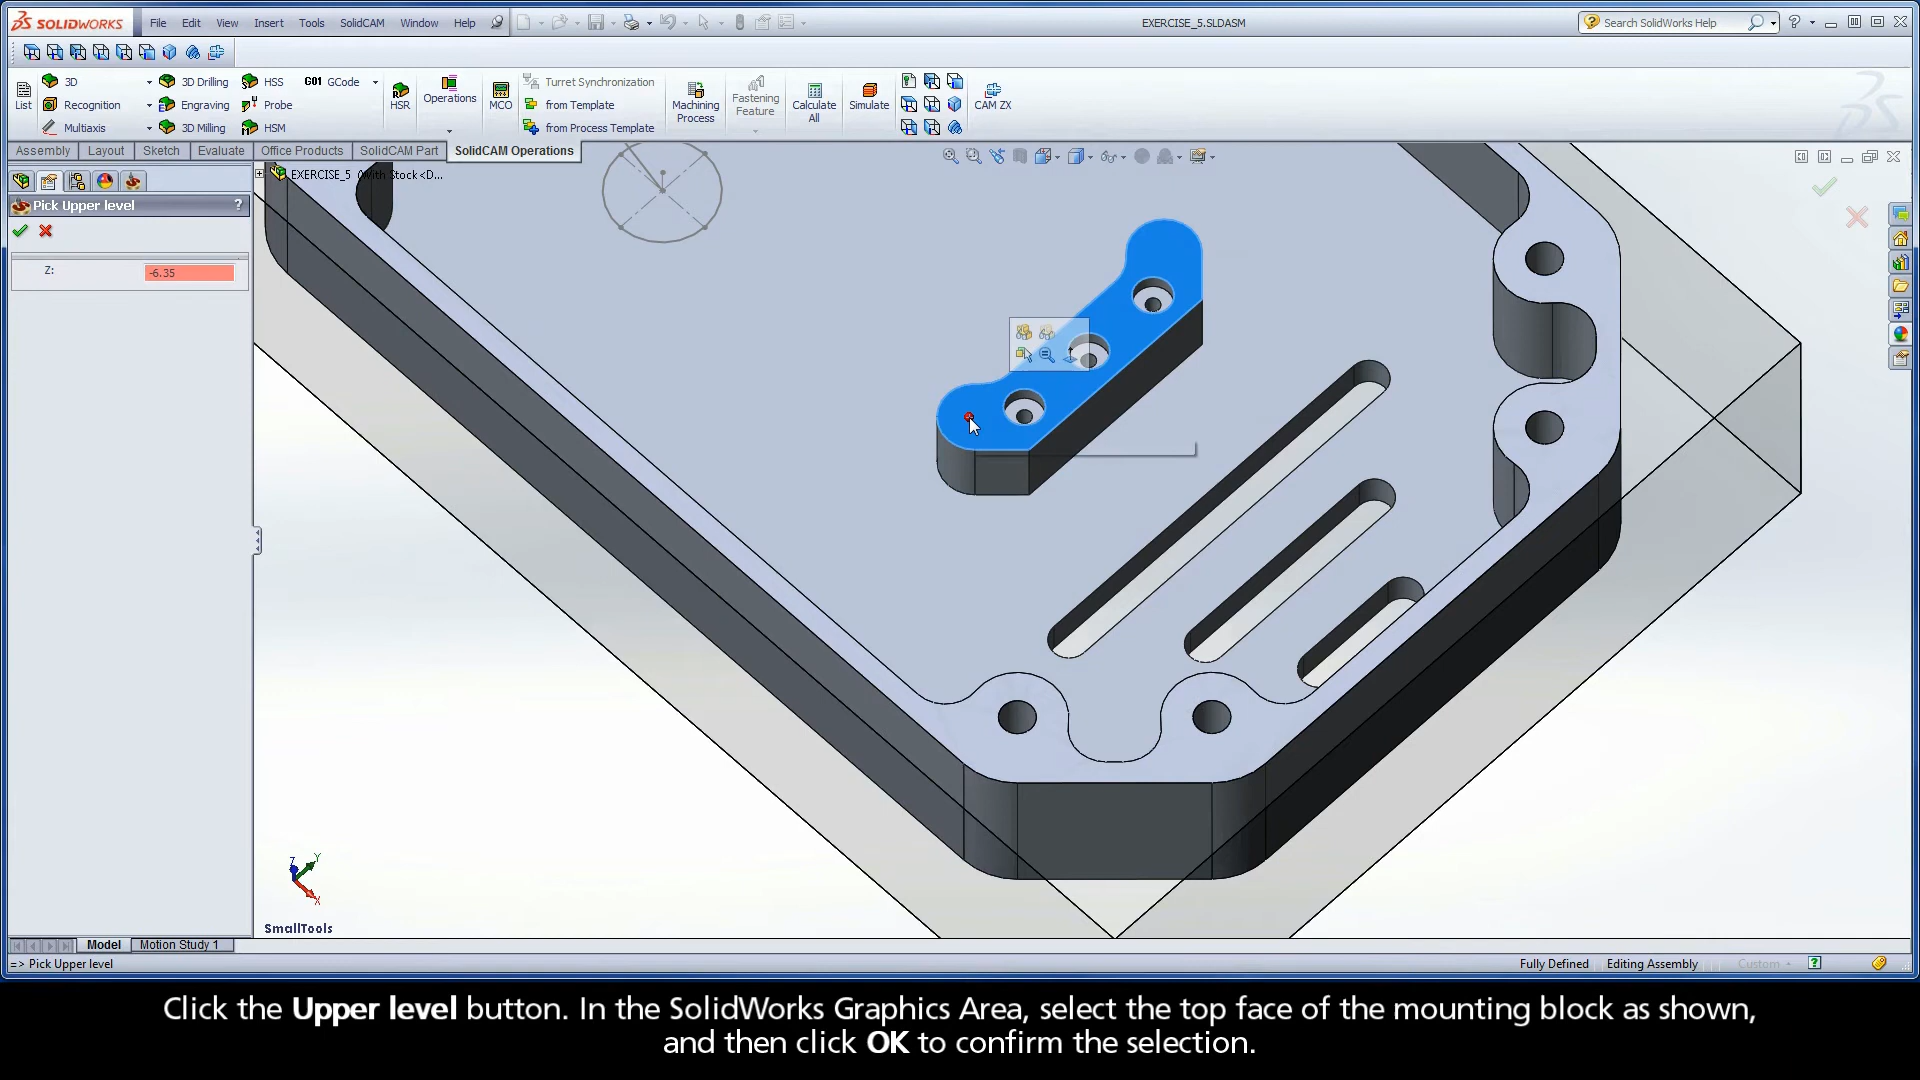 SOLIDWORKS File Edit View Insert Tools SolidCAM Window Help EXERCISE_5.SLDASM Search SolidWorks Help
List 3D 3D Drilling HSS G01 GCode HSR Operations MCO Turret Synchronization Machining Process Fastening Feature Calculate All Simulate CAM ZX
Recognition Engraving Probe from Template
Multiaxis 3D Milling HSM from Process Template
Assembly Layout Sketch Evaluate Office Products SolidCAM Part SolidCAM Operations
EXERCISE_5 (With Stock<D...
Pick Upper level ?
Z: -6.35
Z Y X
SmallTools
Model Motion Study 1
=> Pick Upper level Fully Defined Editing Assembly Custom
Click the Upper level button. In the SolidWorks Graphics Area, select the top face of the mounting block as shown,
and then click OK to confirm the selection.